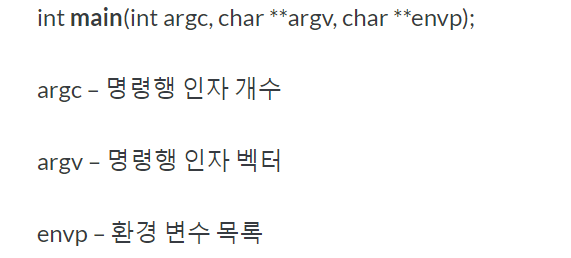 int main(int argc, char **argv, char **envp);
argc – 명령행 인자 개수
argv – 명령행 인자 벡터
envp – 환경 변수 목록